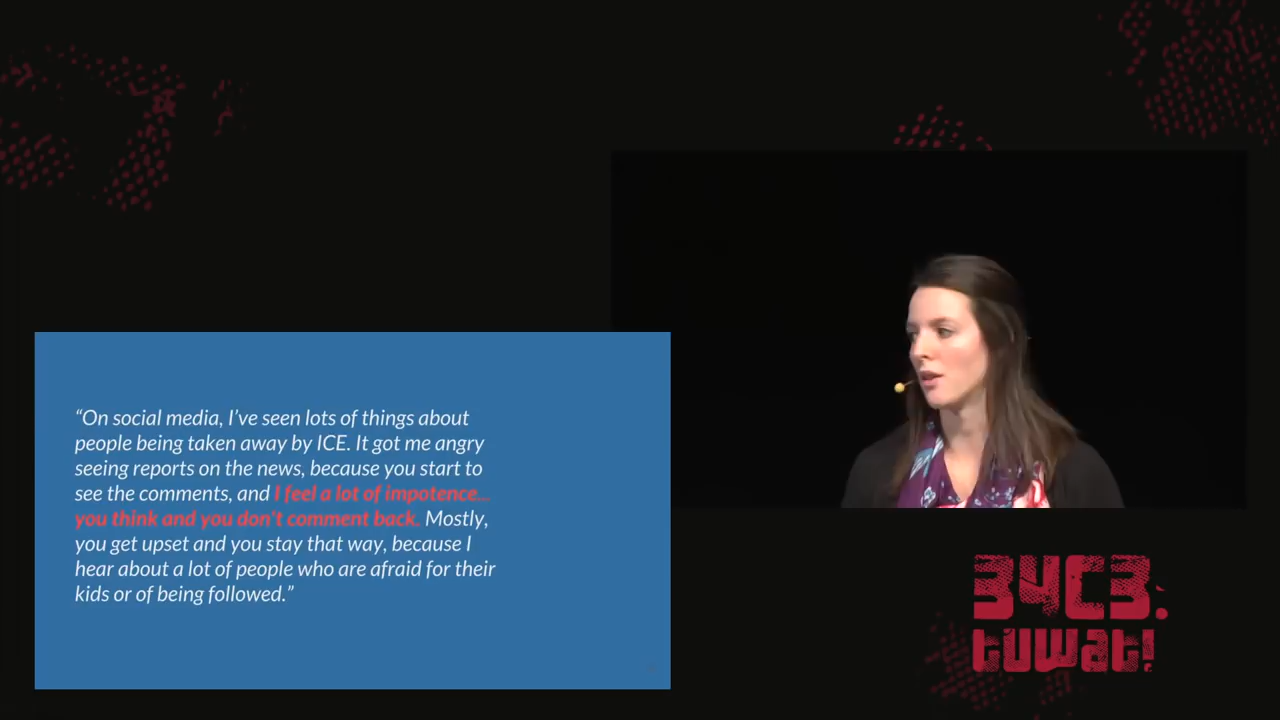 “On social media, I’ve seen lots of things about
people being taken away by ICE. It got me angry
seeing reports on the news, because you start to
see the comments, and I feel a lot of impotence...
you think and you don’t comment back. Mostly,
you get upset and you stay that way, because I
hear about a lot of people who are afraid for their
kids or of being followed.”
34C3.
tuwat!